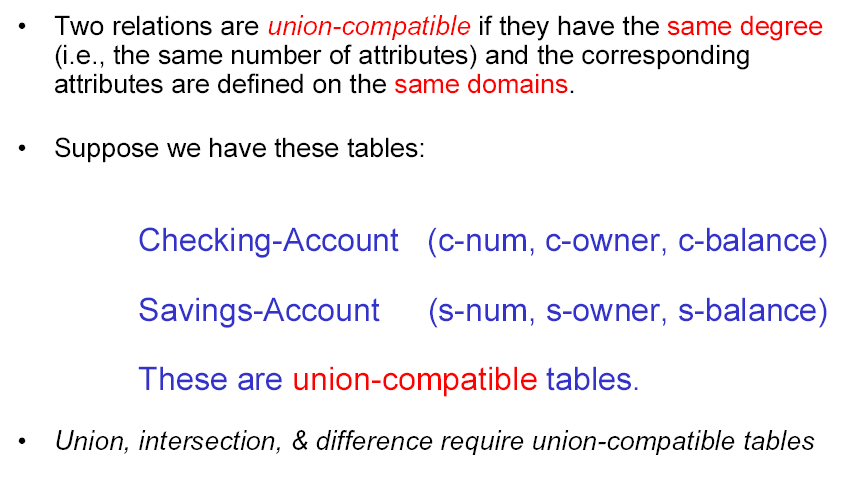 • Two relations are union-compatible if they have the same degree
(i.e., the same number of attributes) and the corresponding
attributes are defined on the same domains.
• Suppose we have these tables:
Checking-Account (c-num, c-owner, c-balance)
Savings-Account (s-num, s-owner, s-balance)
These are union-compatible tables.
• Union, intersection, & difference require union-compatible tables